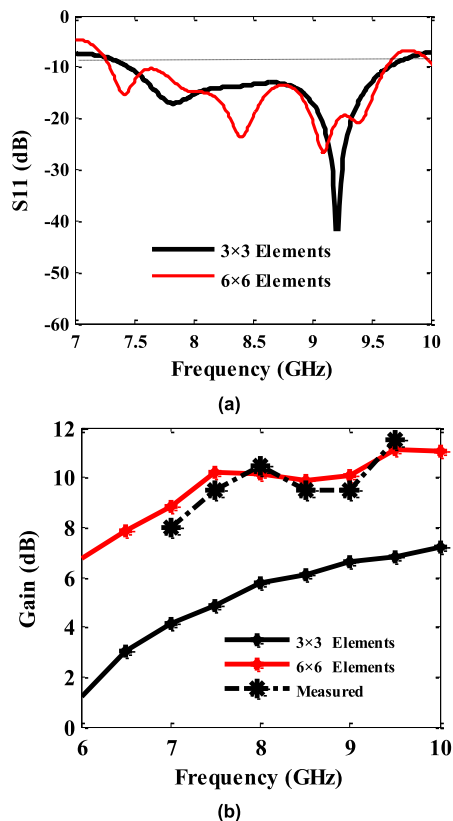 0
-10
-20
-30
-40
-50
-60
S11 (dB)
3×3 Elements
6×6 Elements
7 7.5 8 8.5 9 9.5 10
Frequency (GHz)
(a)
12
10
8
6
4
2
0
Gain (dB)
3×3 Elements
6×6 Elements
Measured
6 7 8 9 10
Frequency (GHz)
(b)